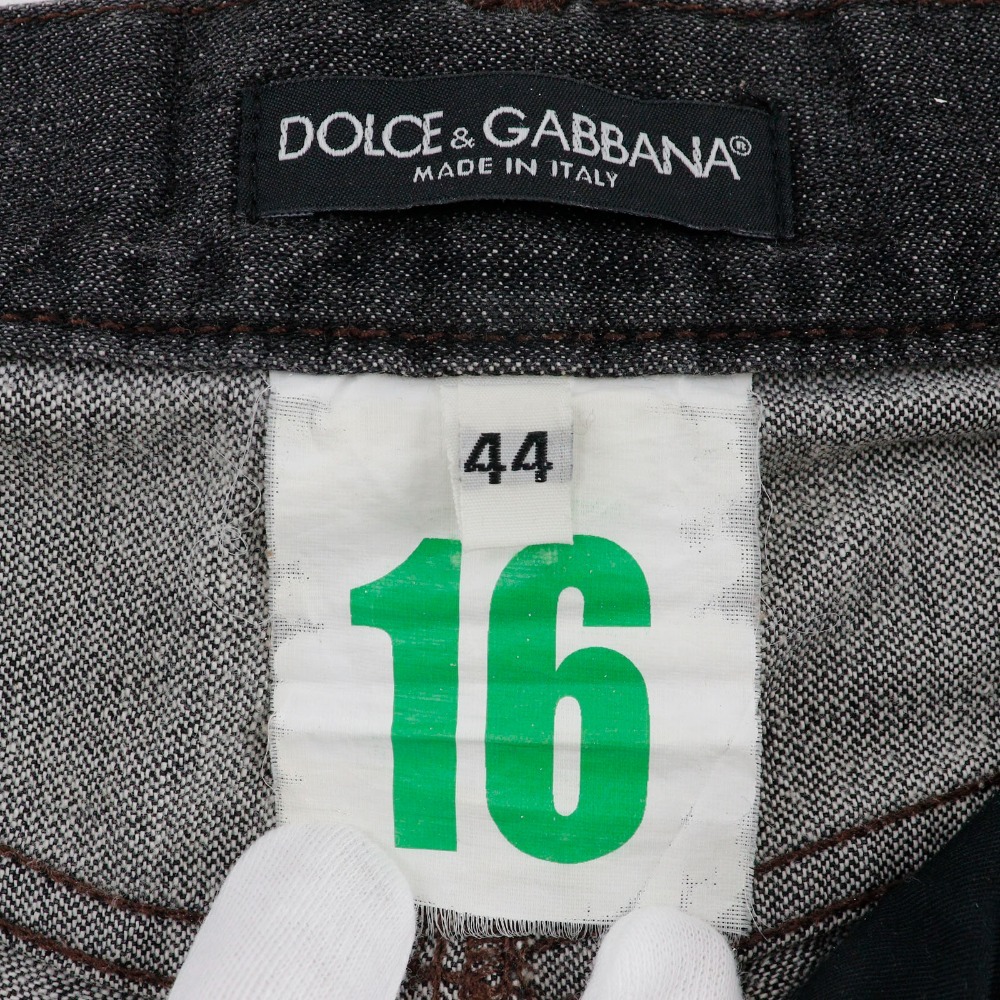 DOLCE & GABBANA®
MADE IN ITALY
44
16